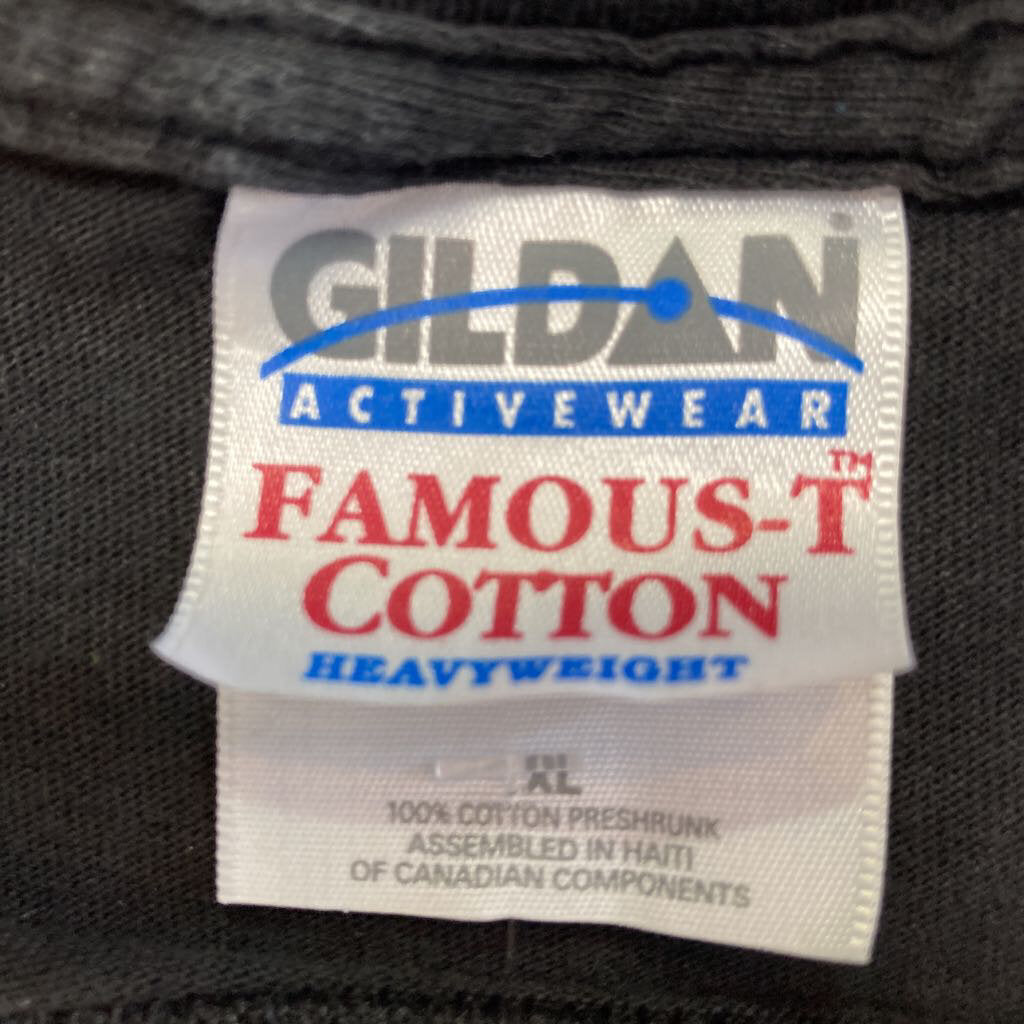 GILDAN®
ACTIVEWEAR
FAMOUS-T™
COTTON
HEAVYWEIGHT
XL
100% COTTON PRESHRUNK
ASSEMBLED IN HAITI
OF CANADIAN COMPONENTS